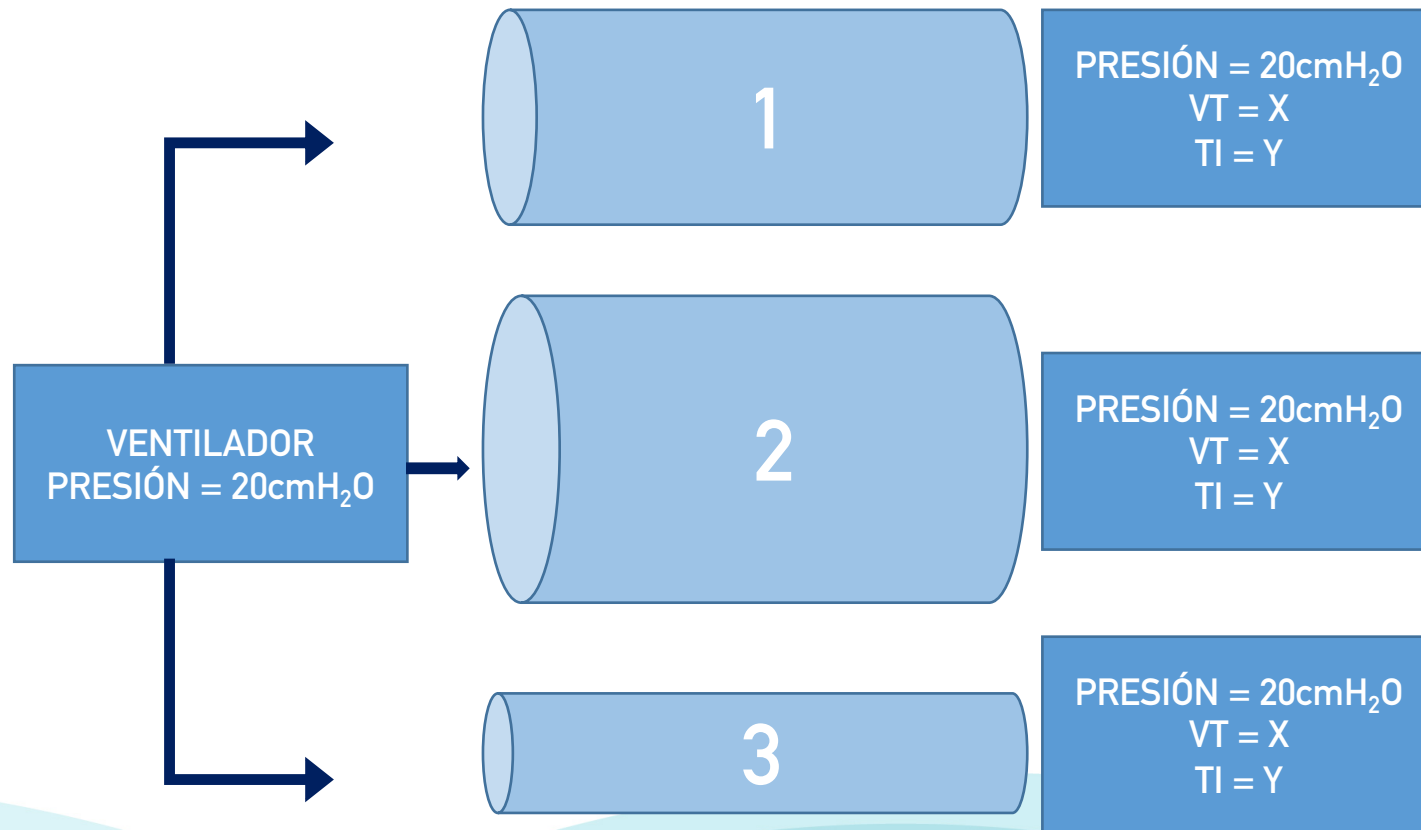 1
PRESIÓN = 20cmH₂O
VT = X
TI = Y
VENTILADOR
PRESIÓN = 20cmH₂O
2
PRESIÓN = 20cmH₂O
VT = X
TI = Y
3
PRESIÓN = 20cmH₂O
VT = X
TI = Y